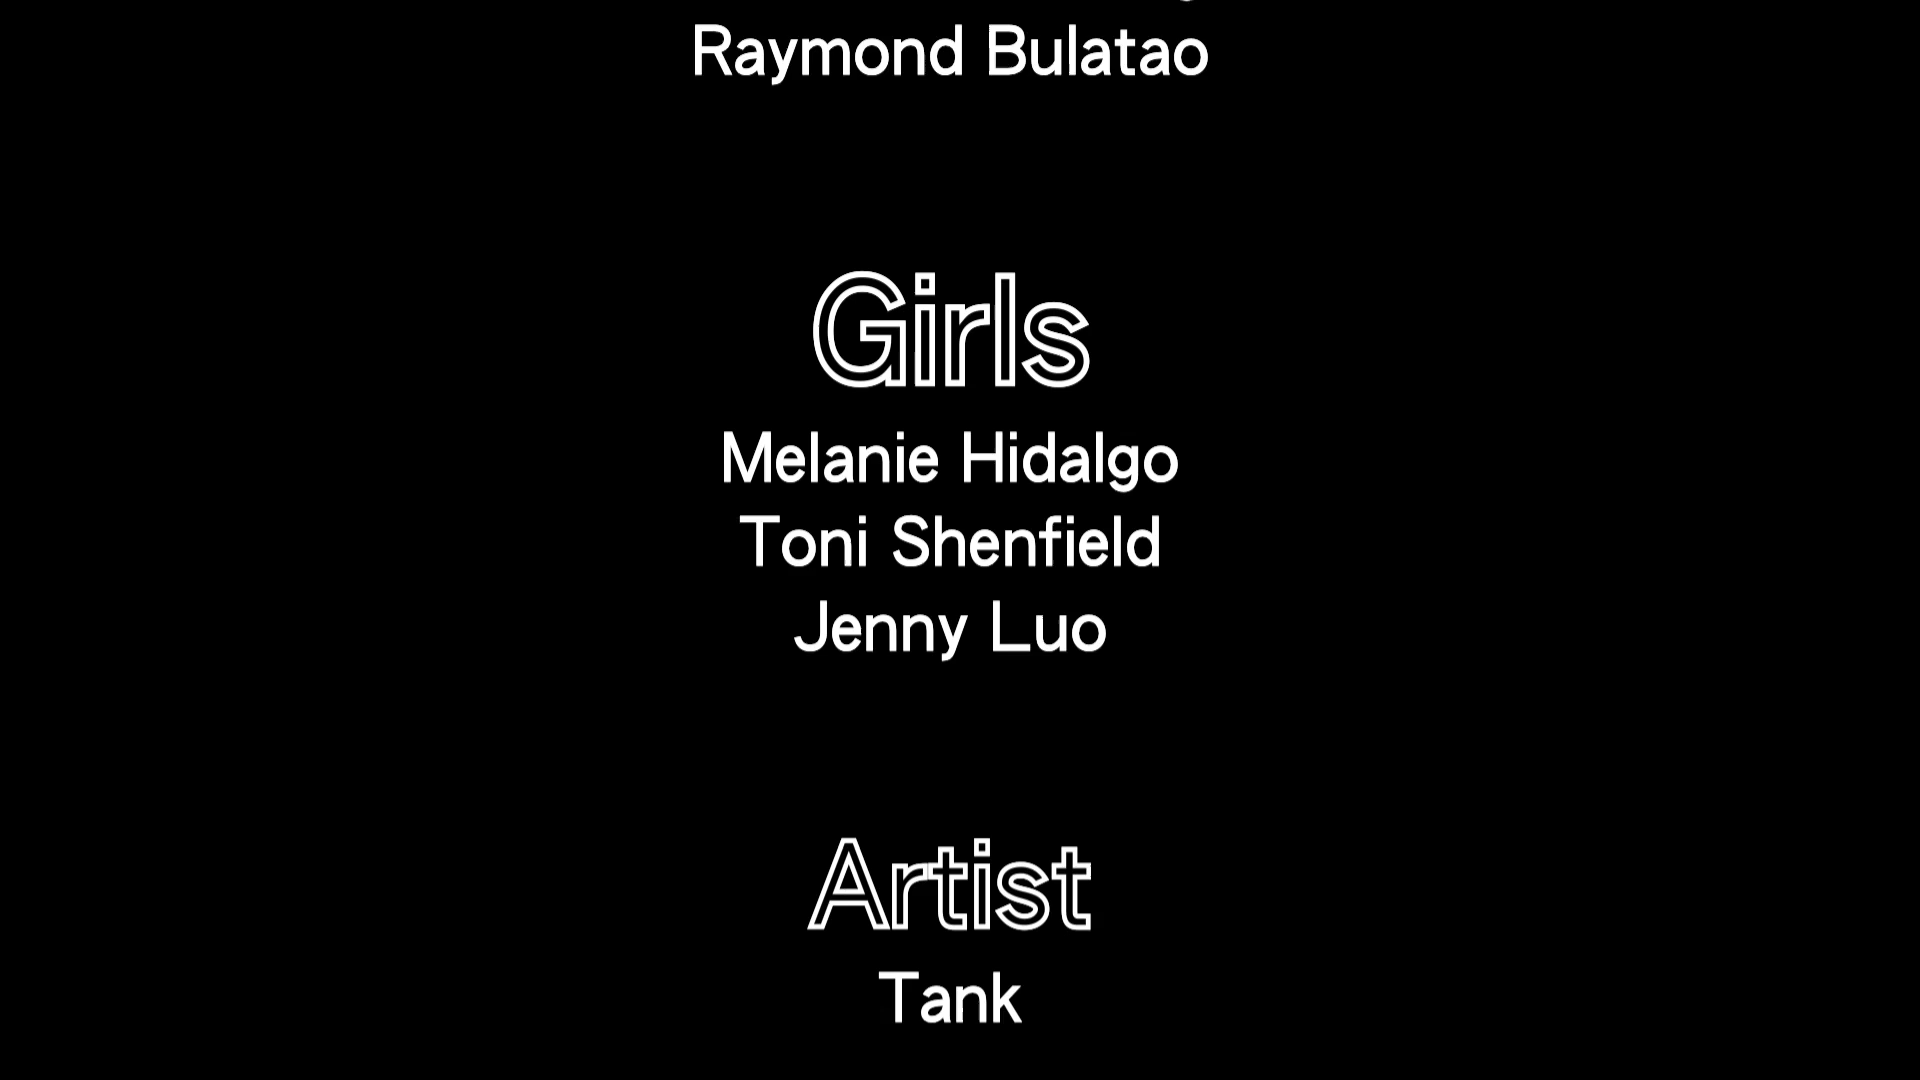 Raymond Bulatao
Girls
Melanie Hidalgo
Toni Shenfield
Jenny Luo
Artist
Tank